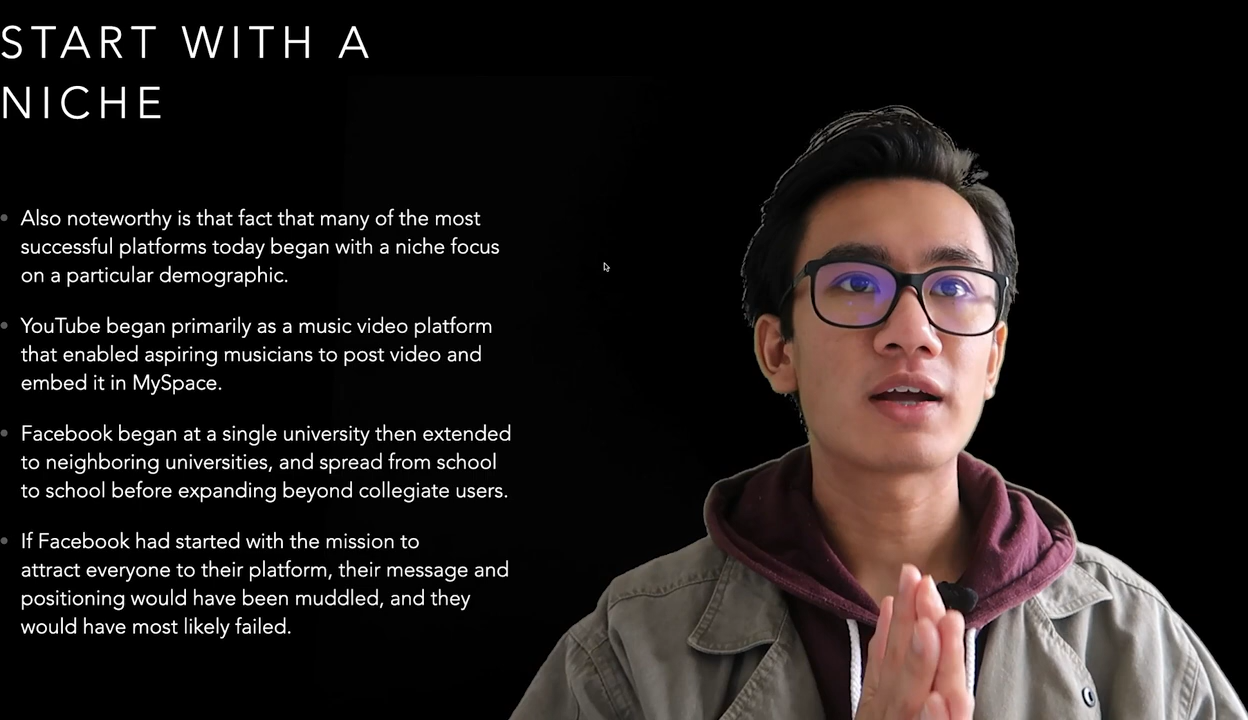 START WITH A
NICHE
• Also noteworthy is that fact that many of the most
successful platforms today began with a niche focus
on a particular demographic.
• YouTube began primarily as a music video platform
that enabled aspiring musicians to post video and
embed it in MySpace.
• Facebook began at a single university then extended
to neighboring universities, and spread from school
to school before expanding beyond collegiate users.
• If Facebook had started with the mission to
attract everyone to their platform, their message and
positioning would have been muddled, and they
would have most likely failed.